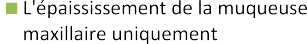 L'épaississement de la muqueuse
maxillaire uniquement